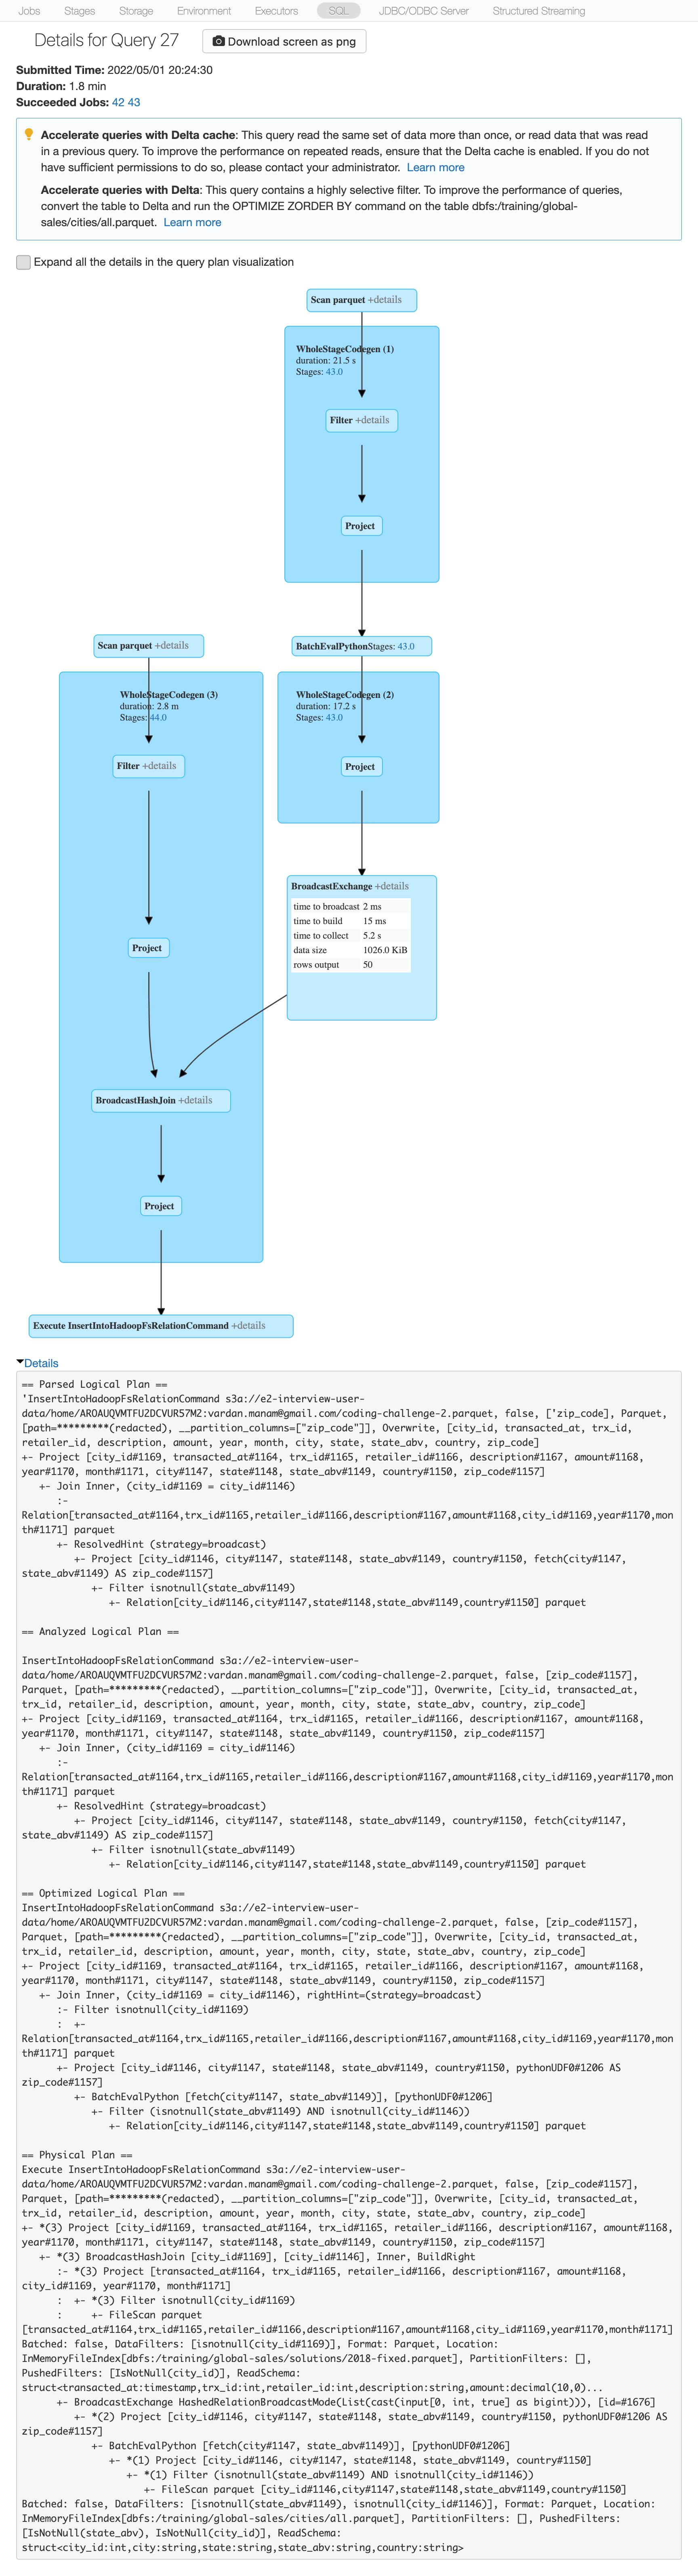 Jobs Stages Storage Environment Executors SQL JDBC/ODBC Server Structured Streaming
Details for Query 27
Download screen as png
Submitted Time: 2022/05/01 20:24:30
Duration: 1.8 min
Succeeded Jobs: 42 43
Accelerate queries with Delta cache: This query read the same set of data more than once, or read data that was read
in a previous query. To improve the performance on repeated reads, ensure that the Delta cache is enabled. If you do not
have sufficient permissions to do so, please contact your administrator. Learn more
Accelerate queries with Delta: This query contains a highly selective filter. To improve the performance of queries,
convert the table to Delta and run the OPTIMIZE ZORDER BY command on the table dbfs:/training/global-
sales/cities/all.parquet. Learn more
Expand all the details in the query plan visualization
Scan parquet +details
WholeStageCodegen (1)
duration: 21.5 s
Stages: 43.0
Filter +details
Project
Scan parquet +details
BatchEvalPythonStages: 43.0
WholeStageCodegen (3)
duration: 2.8 m
Stages: 44.0
WholeStageCodegen (2)
duration: 17.2 s
Stages: 43.0
Filter +details
Project
BroadcastExchange +details
time to broadcast 2 ms
time to build 15 ms
time to collect 5.2 s
data size 1026.0 KiB
rows output 50
Project
BroadcastHashJoin +details
Project
Execute InsertIntoHadoopFsRelationCommand +details
Details
== Parsed Logical Plan ==
'InsertIntoHadoopFsRelationCommand s3a://e2-interview-user-
data/home/AROAUQVMTFU2DCVUR57M2:vardan.manam@gmail.com/coding-challenge-2.parquet, false, ['zip_code], Parquet,
[path=*********(redacted), __partition_columns=["zip_code"]], Overwrite, [city_id, transacted_at, trx_id,
retailer_id, description, amount, year, month, city, state, state_abv, country, zip_code]
+- Project [city_id#1169, transacted_at#1164, trx_id#1165, retailer_id#1166, description#1167, amount#1168,
year#1170, month#1171, city#1147, state#1148, state_abv#1149, country#1150, zip_code#1157]
+- Join Inner, (city_id#1169 = city_id#1146)
:-
Relation[transacted_at#1164,trx_id#1165,retailer_id#1166,description#1167,amount#1168,city_id#1169,year#1170,mon
th#1171] parquet
+- ResolvedHint (strategy=broadcast)
+- Project [city_id#1146, city#1147, state#1148, state_abv#1149, country#1150, fetch(city#1147,
state_abv#1149) AS zip_code#1157]
+- Filter isnotnull(state_abv#1149)
+- Relation[city_id#1146,city#1147,state#1148,state_abv#1149,country#1150] parquet
== Analyzed Logical Plan ==
InsertIntoHadoopFsRelationCommand s3a://e2-interview-user-
data/home/AROAUQVMTFU2DCVUR57M2:vardan.manam@gmail.com/coding-challenge-2.parquet, false, [zip_code#1157],
Parquet, [path=*********(redacted), __partition_columns=["zip_code"]], Overwrite, [city_id, transacted_at,
trx_id, retailer_id, description, amount, year, month, city, state, state_abv, country, zip_code]
+- Project [city_id#1169, transacted_at#1164, trx_id#1165, retailer_id#1166, description#1167, amount#1168,
year#1170, month#1171, city#1147, state#1148, state_abv#1149, country#1150, zip_code#1157]
+- Join Inner, (city_id#1169 = city_id#1146)
:-
Relation[transacted_at#1164,trx_id#1165,retailer_id#1166,description#1167,amount#1168,city_id#1169,year#1170,mon
th#1171] parquet
+- ResolvedHint (strategy=broadcast)
+- Project [city_id#1146, city#1147, state#1148, state_abv#1149, country#1150, fetch(city#1147,
state_abv#1149) AS zip_code#1157]
+- Filter isnotnull(state_abv#1149)
+- Relation[city_id#1146,city#1147,state#1148,state_abv#1149,country#1150] parquet
== Optimized Logical Plan ==
InsertIntoHadoopFsRelationCommand s3a://e2-interview-user-
data/home/AROAUQVMTFU2DCVUR57M2:vardan.manam@gmail.com/coding-challenge-2.parquet, false, [zip_code#1157],
Parquet, [path=*********(redacted), __partition_columns=["zip_code"]], Overwrite, [city_id, transacted_at,
trx_id, retailer_id, description, amount, year, month, city, state, state_abv, country, zip_code]
+- Project [city_id#1169, transacted_at#1164, trx_id#1165, retailer_id#1166, description#1167, amount#1168,
year#1170, month#1171, city#1147, state#1148, state_abv#1149, country#1150, zip_code#1157]
+- Join Inner, (city_id#1169 = city_id#1146), rightHint=(strategy=broadcast)
:- Filter isnotnull(city_id#1169)
: +-
Relation[transacted_at#1164,trx_id#1165,retailer_id#1166,description#1167,amount#1168,city_id#1169,year#1170,mon
th#1171] parquet
+- Project [city_id#1146, city#1147, state#1148, state_abv#1149, country#1150, pythonUDF0#1206 AS
zip_code#1157]
+- BatchEvalPython [fetch(city#1147, state_abv#1149)], [pythonUDF0#1206]
+- Filter (isnotnull(state_abv#1149) AND isnotnull(city_id#1146))
+- Relation[city_id#1146,city#1147,state#1148,state_abv#1149,country#1150] parquet
== Physical Plan ==
Execute InsertIntoHadoopFsRelationCommand s3a://e2-interview-user-
data/home/AROAUQVMTFU2DCVUR57M2:vardan.manam@gmail.com/coding-challenge-2.parquet, false, [zip_code#1157],
Parquet, [path=*********(redacted), __partition_columns=["zip_code"]], Overwrite, [city_id, transacted_at,
trx_id, retailer_id, description, amount, year, month, city, state, state_abv, country, zip_code]
+- *(3) Project [city_id#1169, transacted_at#1164, trx_id#1165, retailer_id#1166, description#1167, amount#1168,
year#1170, month#1171, city#1147, state#1148, state_abv#1149, country#1150, zip_code#1157]
+- *(3) BroadcastHashJoin [city_id#1169], [city_id#1146], Inner, BuildRight
:- *(3) Project [transacted_at#1164, trx_id#1165, retailer_id#1166, description#1167, amount#1168,
city_id#1169, year#1170, month#1171]
: +- *(3) Filter isnotnull(city_id#1169)
: +- FileScan parquet
[transacted_at#1164,trx_id#1165,retailer_id#1166,description#1167,amount#1168,city_id#1169,year#1170,month#1171]
Batched: false, DataFilters: [isnotnull(city_id#1169)], Format: Parquet, Location:
InMemoryFileIndex[dbfs:/training/global-sales/solutions/2018-fixed.parquet], PartitionFilters: [],
PushedFilters: [IsNotNull(city_id)], ReadSchema:
struct<transacted_at:timestamp,trx_id:int,retailer_id:int,description:string,amount:decimal(10,0)...
+- BroadcastExchange HashedRelationBroadcastMode(List(cast(input[0, int, true] as bigint))), [id=#1676]
+- *(2) Project [city_id#1146, city#1147, state#1148, state_abv#1149, country#1150, pythonUDF0#1206 AS
zip_code#1157]
+- BatchEvalPython [fetch(city#1147, state_abv#1149)], [pythonUDF0#1206]
+- *(1) Project [city_id#1146, city#1147, state#1148, state_abv#1149, country#1150]
+- *(1) Filter (isnotnull(state_abv#1149) AND isnotnull(city_id#1146))
+- FileScan parquet [city_id#1146,city#1147,state#1148,state_abv#1149,country#1150]
Batched: false, DataFilters: [isnotnull(state_abv#1149), isnotnull(city_id#1146)], Format: Parquet, Location:
InMemoryFileIndex[dbfs:/training/global-sales/cities/all.parquet], PartitionFilters: [], PushedFilters:
[IsNotNull(state_abv), IsNotNull(city_id)], ReadSchema:
struct<city_id:int,city:string,state:string,state_abv:string,country:string>